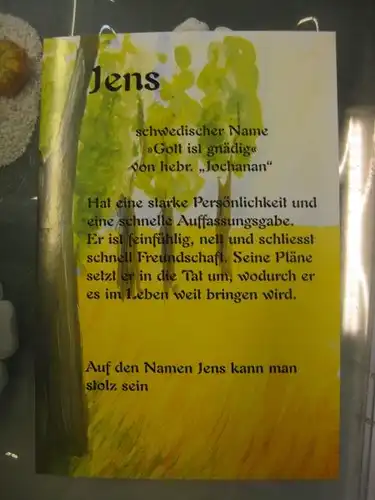 Jens
schwedischer Name
»Gott ist gnädig«
von hebr. „Jochanan“
Hat eine starke Persönlichkeit und
eine schnelle Auffassungsgabe.
Er ist feinfühlig, nett und schliesst
schnell Freundschaft. Seine Pläne
setzt er in die Tat um, wodurch er
es im Leben weit bringen wird.
Auf den Namen Jens kann man
stolz sein